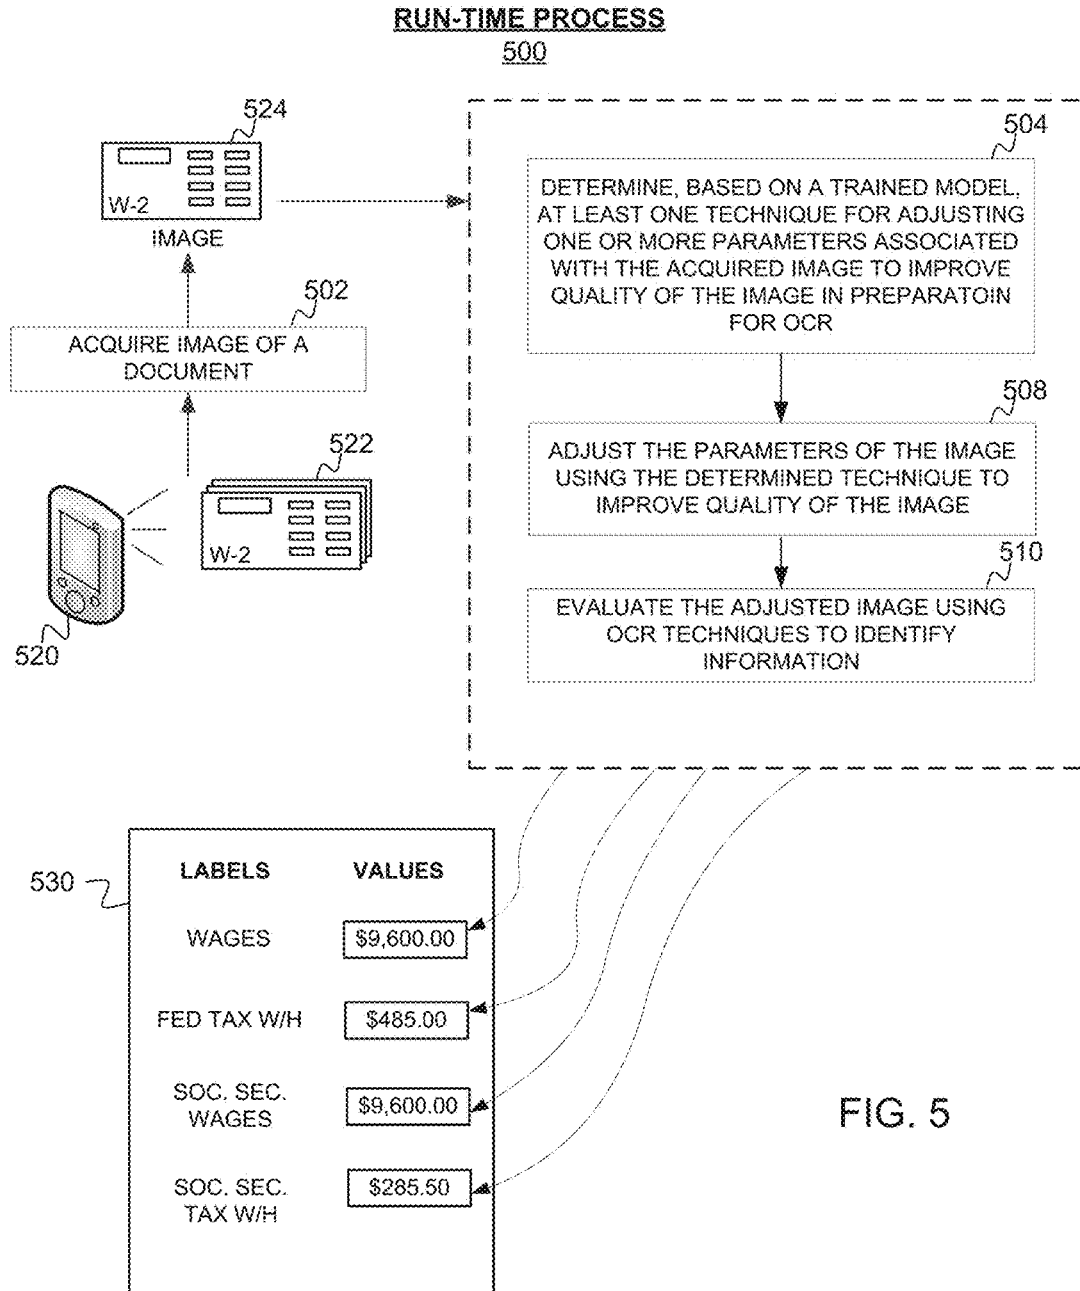 RUN-TIME PROCESS
500
524
W-2
IMAGE
502
ACQUIRE IMAGE OF A
DOCUMENT
522
W-2
520
504
DETERMINE, BASED ON A TRAINED MODEL,
AT LEAST ONE TECHNIQUE FOR ADJUSTING
ONE OR MORE PARAMETERS ASSOCIATED
WITH THE ACQUIRED IMAGE TO IMPROVE
QUALITY OF THE IMAGE IN PREPARATOIN
FOR OCR
508
ADJUST THE PARAMETERS OF THE IMAGE
USING THE DETERMINED TECHNIQUE TO
IMPROVE QUALITY OF THE IMAGE
510
EVALUATE THE ADJUSTED IMAGE USING
OCR TECHNIQUES TO IDENTIFY
INFORMATION
530
LABELS VALUES
WAGES $9,600.00
FED TAX W/H $485.00
SOC. SEC.
WAGES $9,600.00
SOC. SEC.
TAX W/H $285.50
FIG. 5